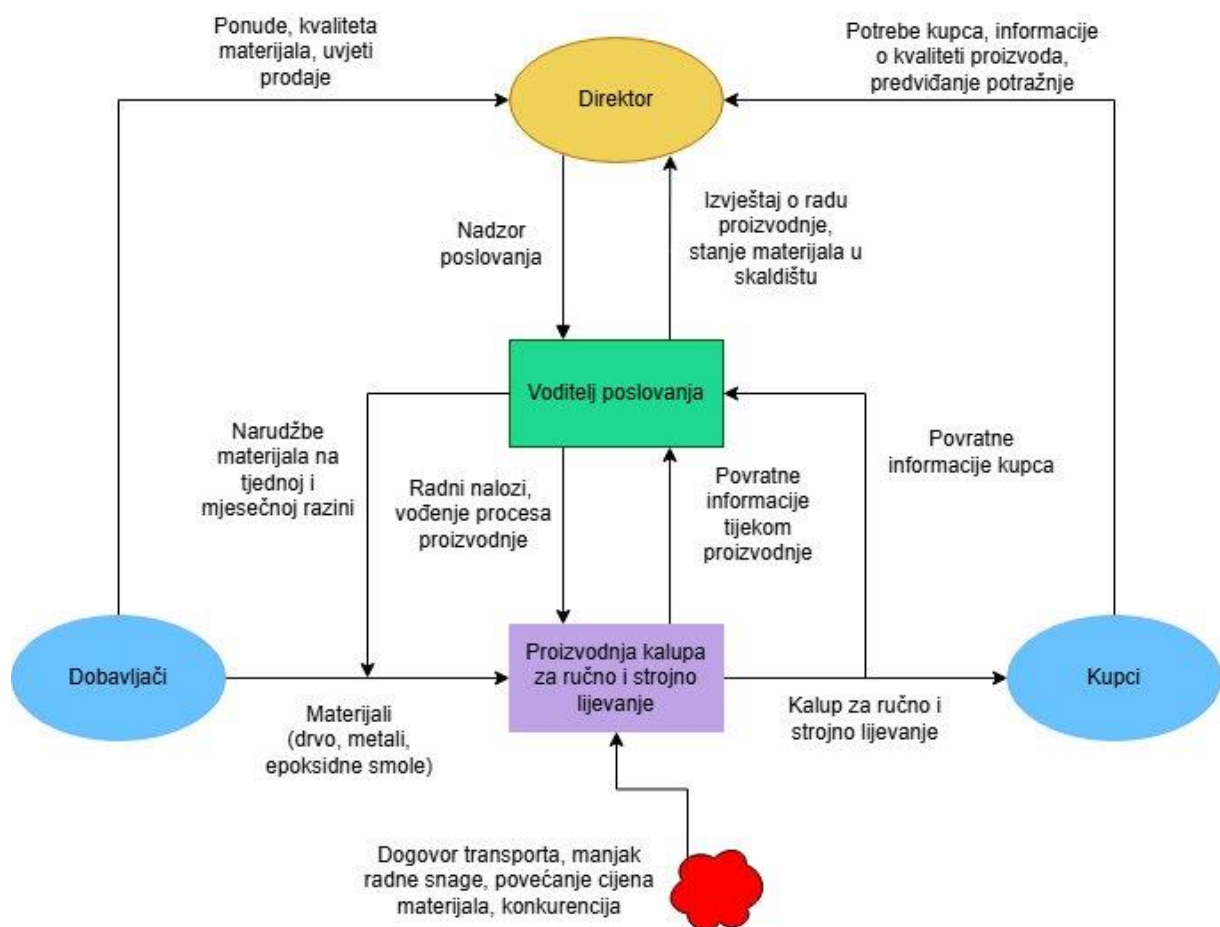 Ponude, kvaliteta
materijala, uvjeti
prodaje
Potrebe kupca, informacije
o kvaliteti proizvoda,
predviđanje potražnje
Direktor
Nadzor
poslovanja
Izvještaj o radu
proizvodnje,
stanje materijala u
skaldištu
Voditelj poslovanja
Narudžbe
materijala na
tjednoj i
mjesečnoj razini
Radni nalozi,
vođenje procesa
proizvodnje
Povratne
informacije
tijekom
proizvodnje
Povratne
informacije kupca
Dobavljači
Proizvodnja kalupa
za ručno i strojno
lijevanje
Kupci
Materijali
(drvo, metali,
epoksidne smole)
Kalup za ručno i
strojno lijevanje
Dogovor transporta, manjak
radne snage, povećanje cijena
materijala, konkurencija